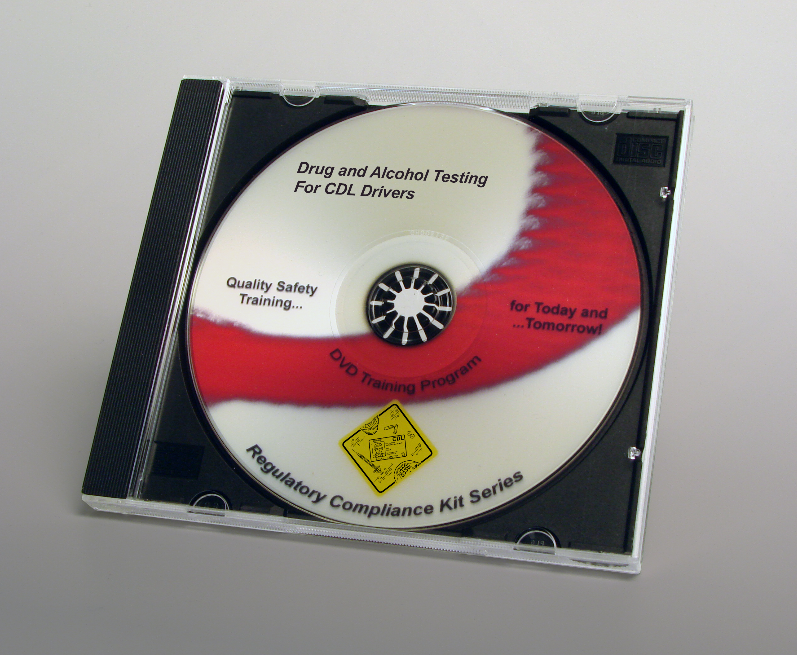 Drug and Alcohol Testing
For CDL Drivers
Quality Safety
Training...
for Today and
...Tomorrow!
DVD Training Program
Regulatory Compliance Kit Series